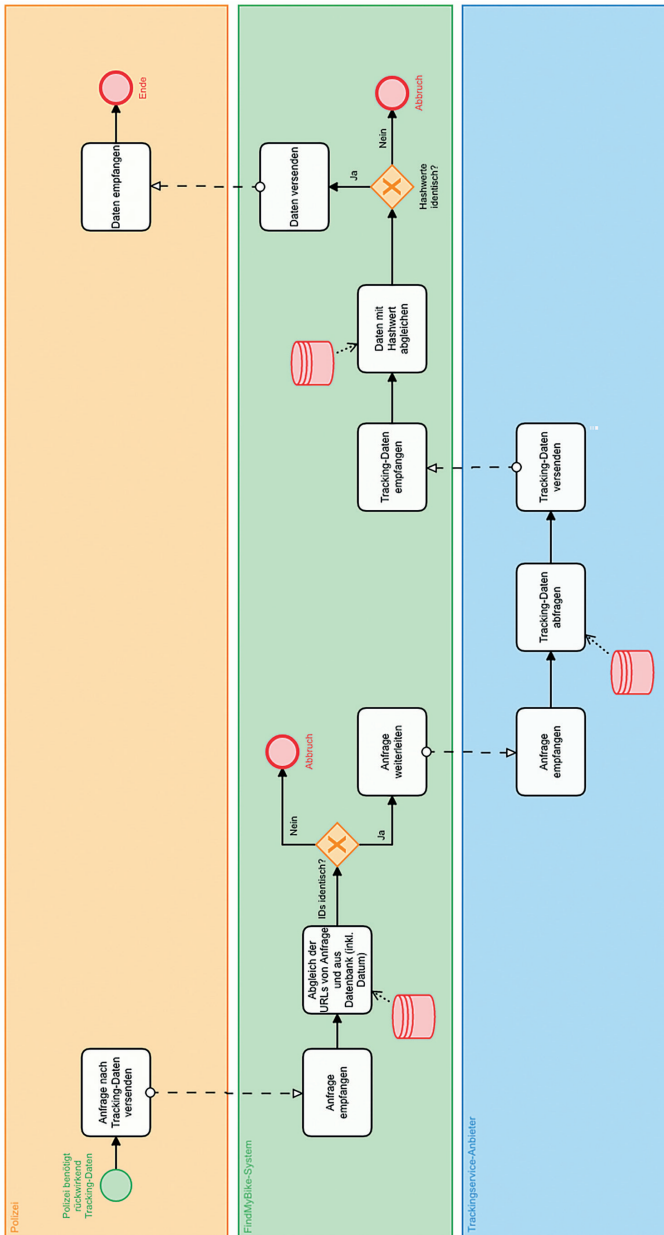 Polizei
Polizei benötigt
rückwirkend
Tracking-Daten
Anfrage nach
Tracking-Daten
versenden
Daten empfangen
Ende
FindMyBike-System
Anfrage
empfangen
Abgleich der
URLs von Anfrage
und aus
Datenbank (inkl.
Datum)
IDs identisch?
Nein
Abbruch
Ja
Anfrage
weiterleiten
Tracking-Daten
empfangen
Daten mit
Hashwert
abgleichen
Hashwerte
identisch?
Ja
Daten versenden
Nein
Abbruch
Trackingservice-Anbieter
Anfrage
empfangen
Tracking-Daten
abfragen
Tracking-Daten
versenden